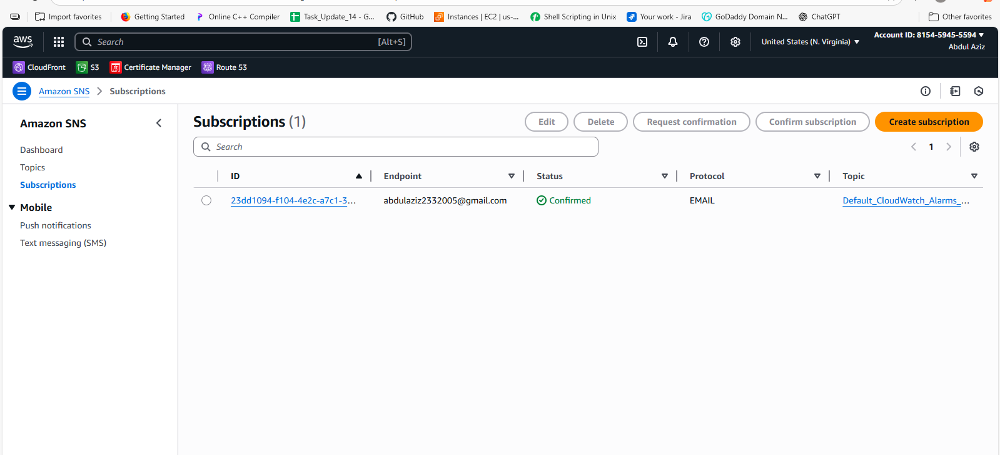 Import favorites Getting Started Online C++ Compiler Task_Update_14 - G... GitHub Instances | EC2 | us-... Shell Scripting in Unix Your work - Jira GoDaddy Domain N... ChatGPT Other favorites
aws Search [Alt+S] United States (N. Virginia) Account ID: 8154-5945-5594
Abdul Aziz
CloudFront S3 Certificate Manager Route 53
Amazon SNS Subscriptions
Amazon SNS
Dashboard
Topics
Subscriptions
Mobile
Push notifications
Text messaging (SMS)
Subscriptions (1) Edit Delete Request confirmation Confirm subscription Create subscription
Search 1
ID Endpoint Status Protocol Topic
23dd1094-f104-4e2c-a7c1-3... abdulaziz2332005@gmail.com Confirmed EMAIL Default_CloudWatch_Alarms_...